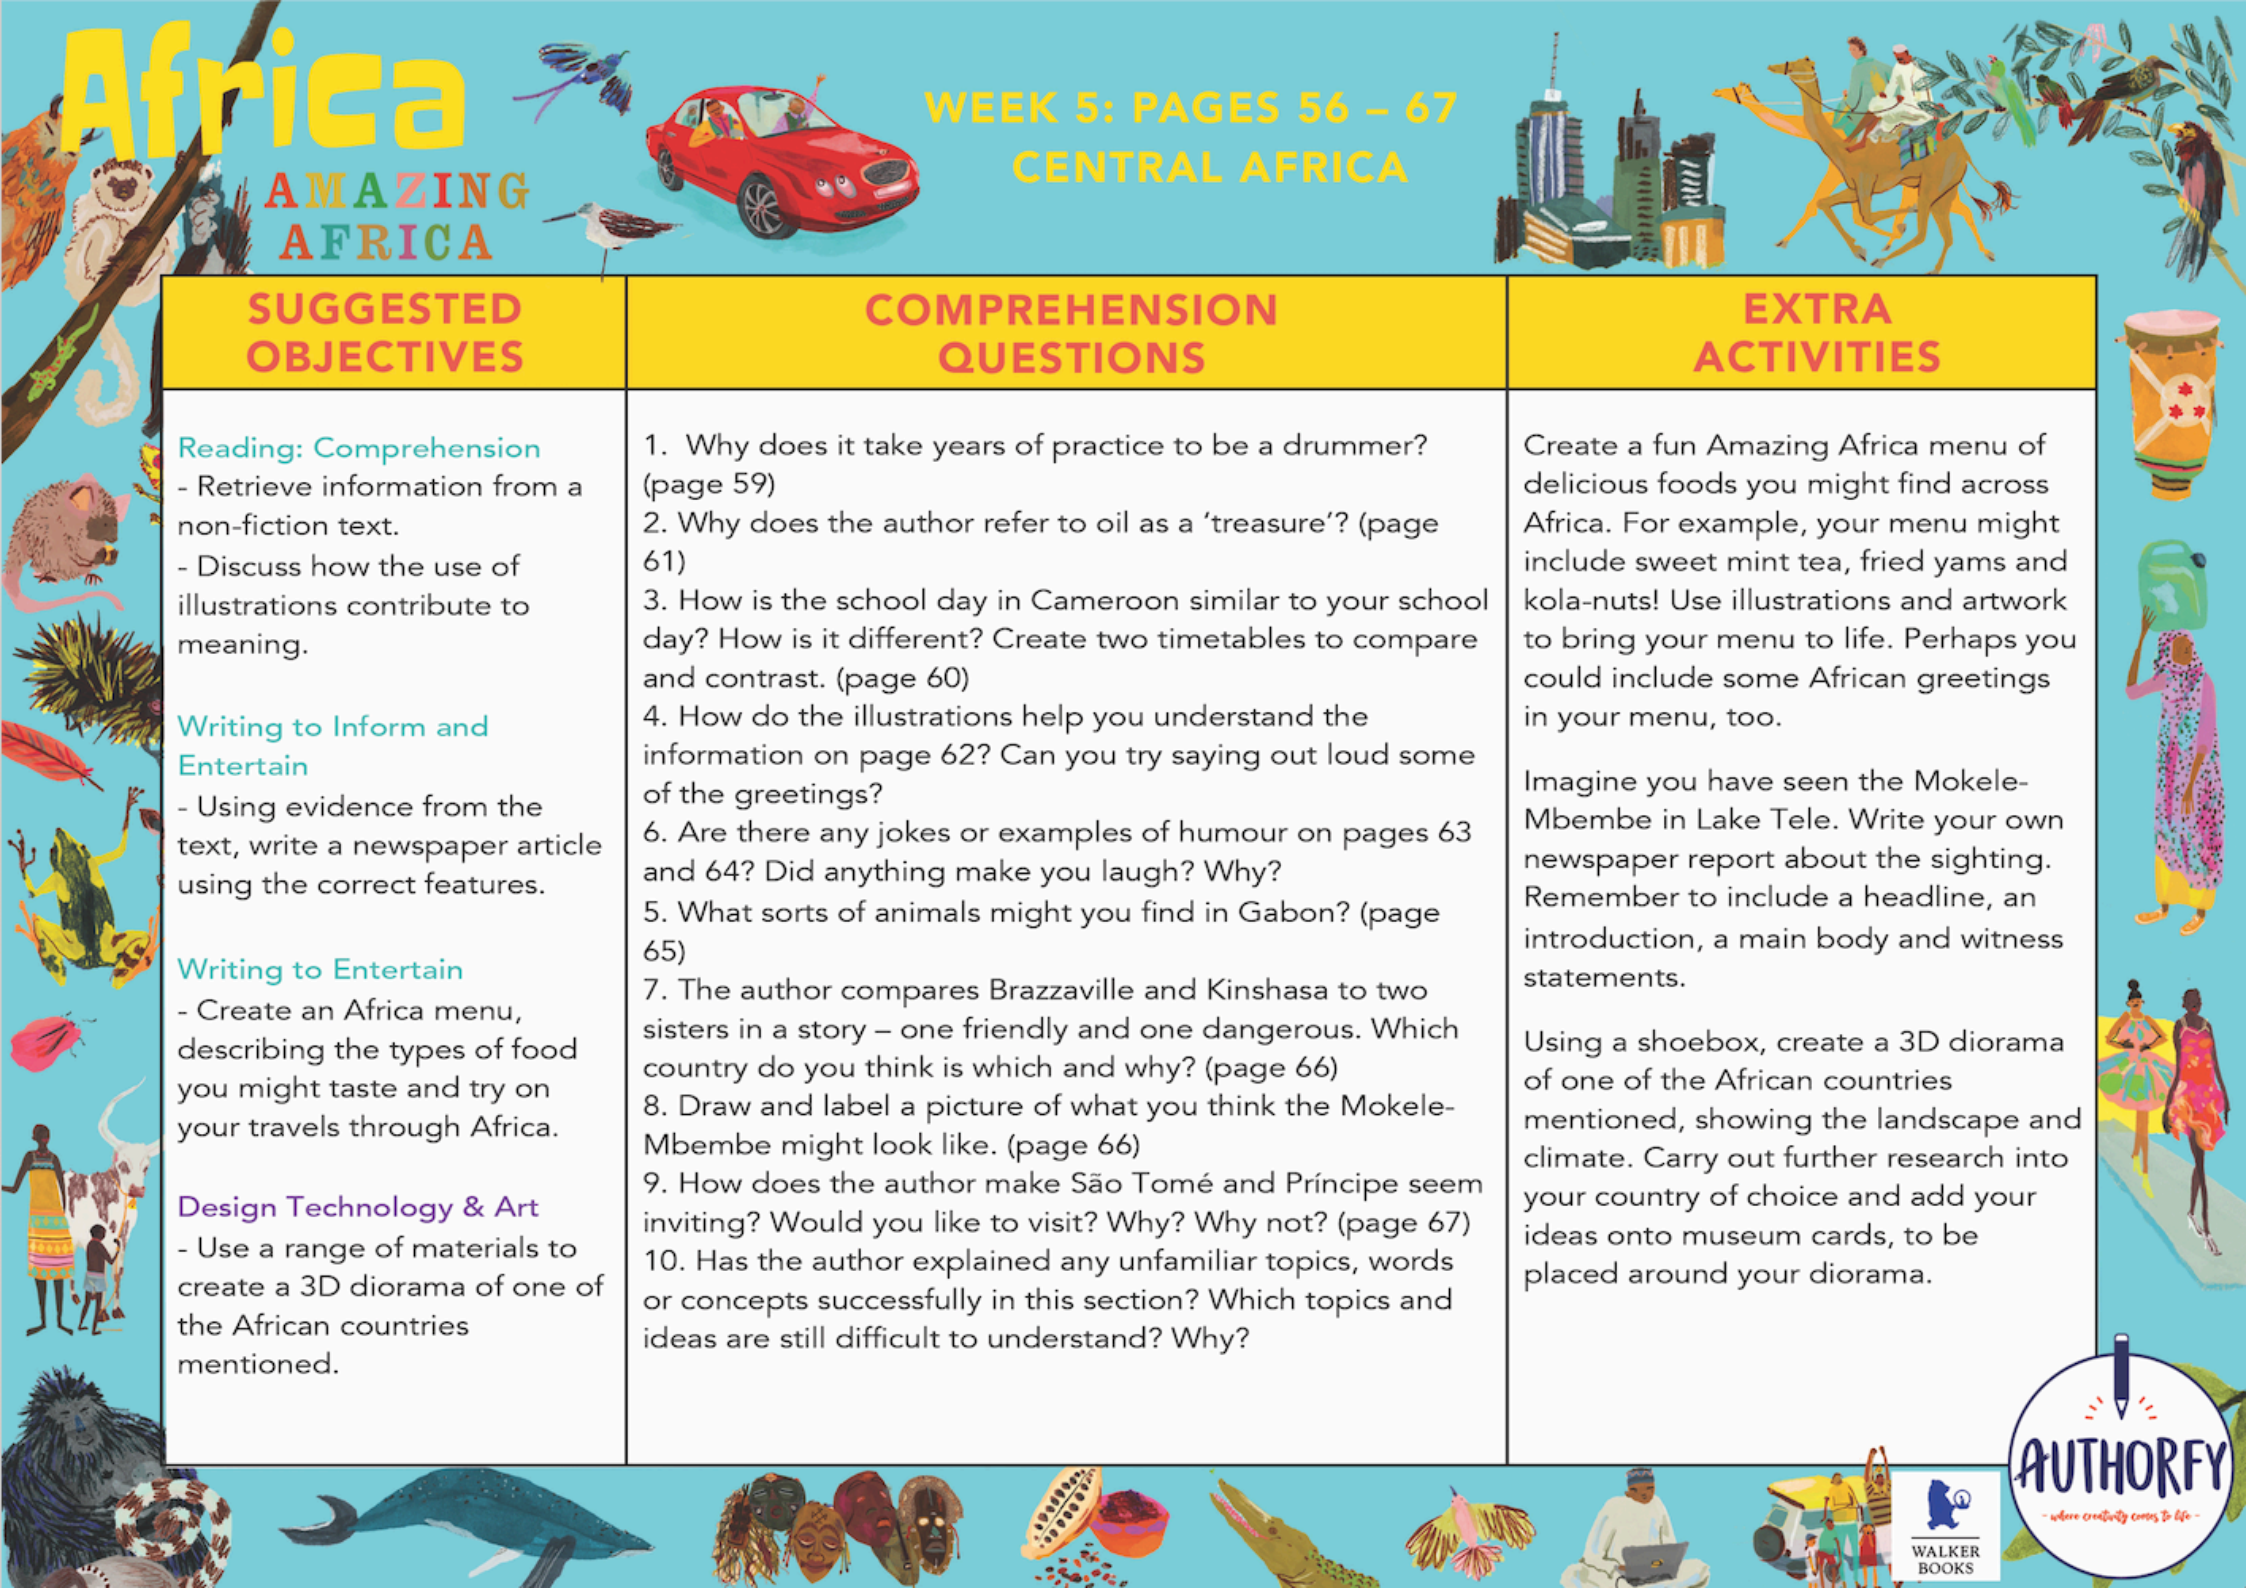 Africa
AMAZING
AFRICA
WEEK 5: PAGES 56 – 67
CENTRAL AFRICA
SUGGESTED
OBJECTIVES
Reading: Comprehension
- Retrieve information from a
non-fiction text.
- Discuss how the use of
illustrations contribute to
meaning.
Writing to Inform and
Entertain
- Using evidence from the
text, write a newspaper article
using the correct features.
Writing to Entertain
- Create an Africa menu,
describing the types of food
you might taste and try on
your travels through Africa.
Design Technology & Art
- Use a range of materials to
create a 3D diorama of one of
the African countries
mentioned.
COMPREHENSION
QUESTIONS
1. Why does it take years of practice to be a drummer?
(page 59)
2. Why does the author refer to oil as a ‘treasure’? (page
61)
3. How is the school day in Cameroon similar to your school
day? How is it different? Create two timetables to compare
and contrast. (page 60)
4. How do the illustrations help you understand the
information on page 62? Can you try saying out loud some
of the greetings?
6. Are there any jokes or examples of humour on pages 63
and 64? Did anything make you laugh? Why?
5. What sorts of animals might you find in Gabon? (page
65)
7. The author compares Brazzaville and Kinshasa to two
sisters in a story – one friendly and one dangerous. Which
country do you think is which and why? (page 66)
8. Draw and label a picture of what you think the Mokele-
Mbembe might look like. (page 66)
9. How does the author make São Tomé and Príncipe seem
inviting? Would you like to visit? Why? Why not? (page 67)
10. Has the author explained any unfamiliar topics, words
or concepts successfully in this section? Which topics and
ideas are still difficult to understand? Why?
EXTRA
ACTIVITIES
Create a fun Amazing Africa menu of
delicious foods you might find across
Africa. For example, your menu might
include sweet mint tea, fried yams and
kola-nuts! Use illustrations and artwork
to bring your menu to life. Perhaps you
could include some African greetings
in your menu, too.
Imagine you have seen the Mokele-
Mbembe in Lake Tele. Write your own
newspaper report about the sighting.
Remember to include a headline, an
introduction, a main body and witness
statements.
Using a shoebox, create a 3D diorama
of one of the African countries
mentioned, showing the landscape and
climate. Carry out further research into
your country of choice and add your
ideas onto museum cards, to be
placed around your diorama.
WALKER
BOOKS
AUTHORFY
- where creativity comes to life -